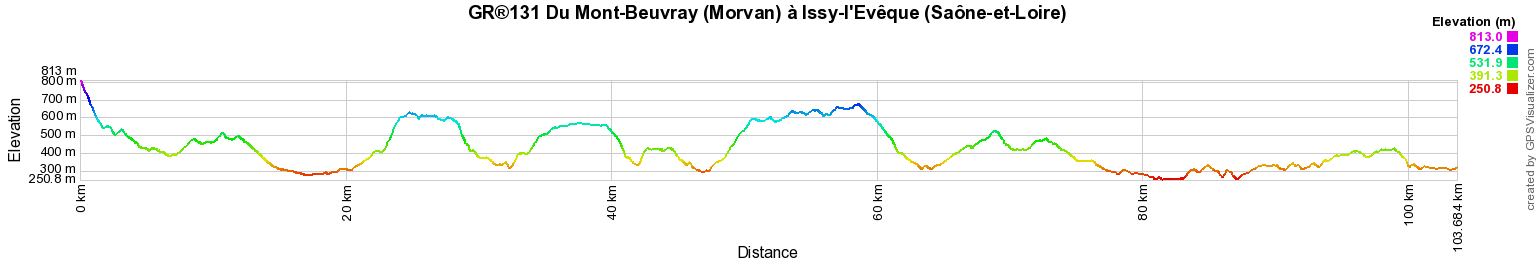 GR®131 Du Mont-Beuvray (Morvan) à Issy-l'Evêque (Saône-et-Loire)
Elevation (m)
813.0
672.4
531.9
391.3
250.8
813 m
800 m
700 m
600 m
500 m
400 m
300 m
250.8 m
Elevation
0 km
20 km
40 km
60 km
80 km
100 km
103.684 km
Distance
created by GPSVisualizer.com